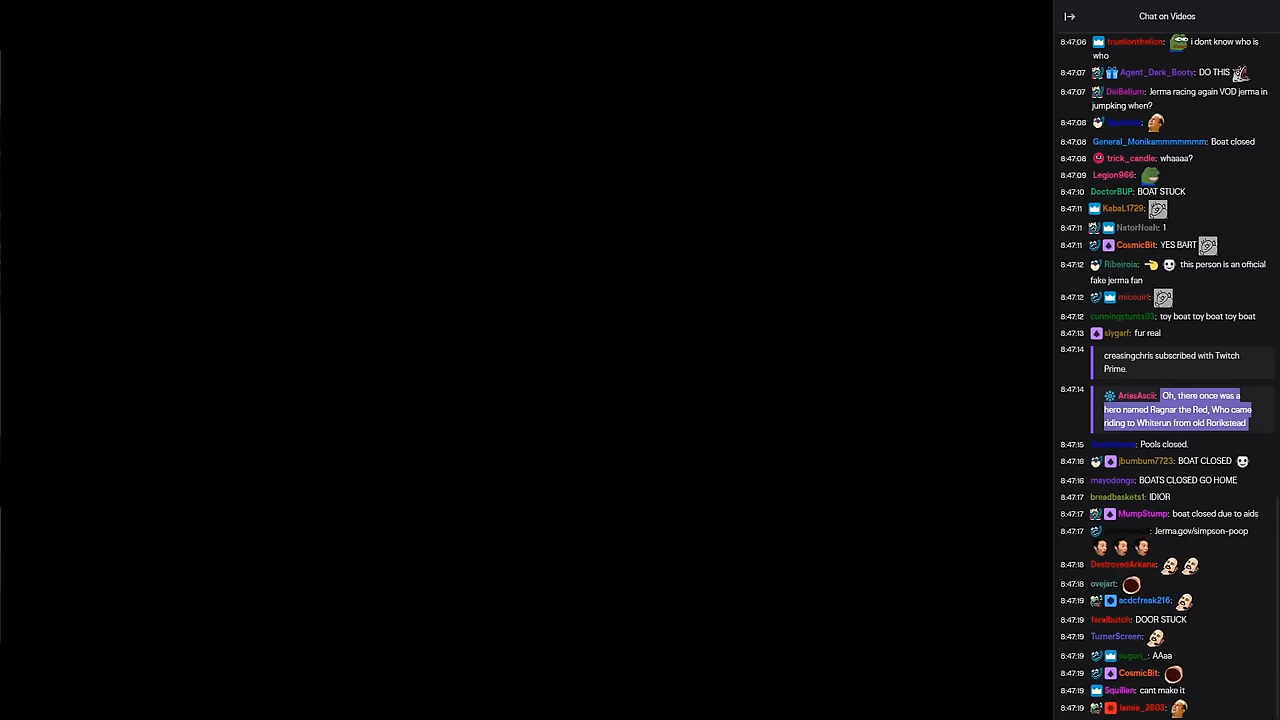 Chat on Videos
8:47:06 truelionthelion: i dont know who is
who
8:47:07 Agent_Dark_Booty: DO THIS
8:47:07 DeiBellum: Jerma racing again VOD jerma in
jumpking when?
8:47:08
8:47:08 General_Monikammmmmmm: Boat closed
8:47:08 trick_candle: whaaaa?
8:47:09 Legion966:
8:47:10 DoctorBUP: BOAT STUCK
8:47:11 KabaL1729:
8:47:11 NatorNoah: 1
8:47:11 CosmicBit: YES BART
8:47:12 Ribeiroia: this person is an official
fake jerma fan
8:47:12 micooirl:
8:47:12 cunningstunts93: toy boat toy boat toy boat
8:47:13 slygarf: fur real
8:47:14 creasingchris subscribed with Twitch
Prime.
8:47:14 AriasAscii: Oh, there once was a
hero named Ragnar the Red, Who came
riding to Whiterun from old Rorikstead
8:47:15 : Pools closed.
8:47:16 jbumbum7723: BOAT CLOSED
8:47:16 mayodongs: BOATS CLOSED GO HOME
8:47:17 breadbaskets1: IDIOR
8:47:17 MumpStump: boat closed due to aids
8:47:17 : Jerma.gov/simpson-poop
8:47:18 DestroyedArkans:
8:47:18 ovejart:
8:47:19 acdcfreak216:
8:47:19 feralbutch: DOOR STUCK
8:47:19 TurnerScreen:
8:47:19 suguri_: AAaa
8:47:19 CosmicBit:
8:47:19 Squillen: cant make it
8:47:19 lamia_2803: